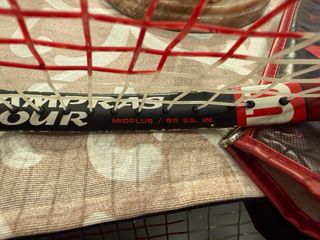 AMPRAS
OUR
MIDPLUS / 95 SQ. IN.